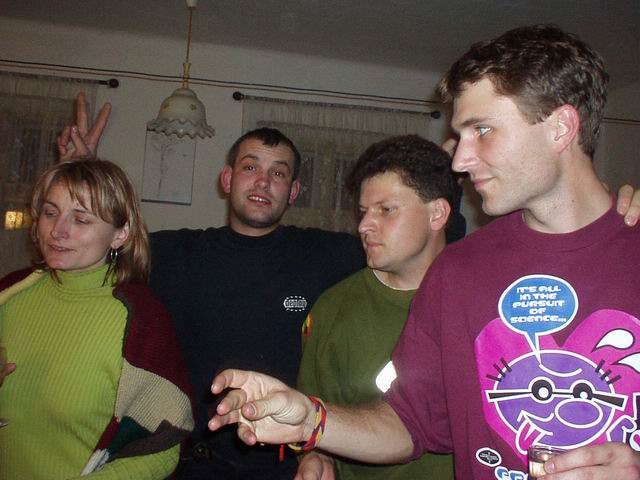 IT'S ALL
IN THE
PURSUIT OF
SCIENCE...